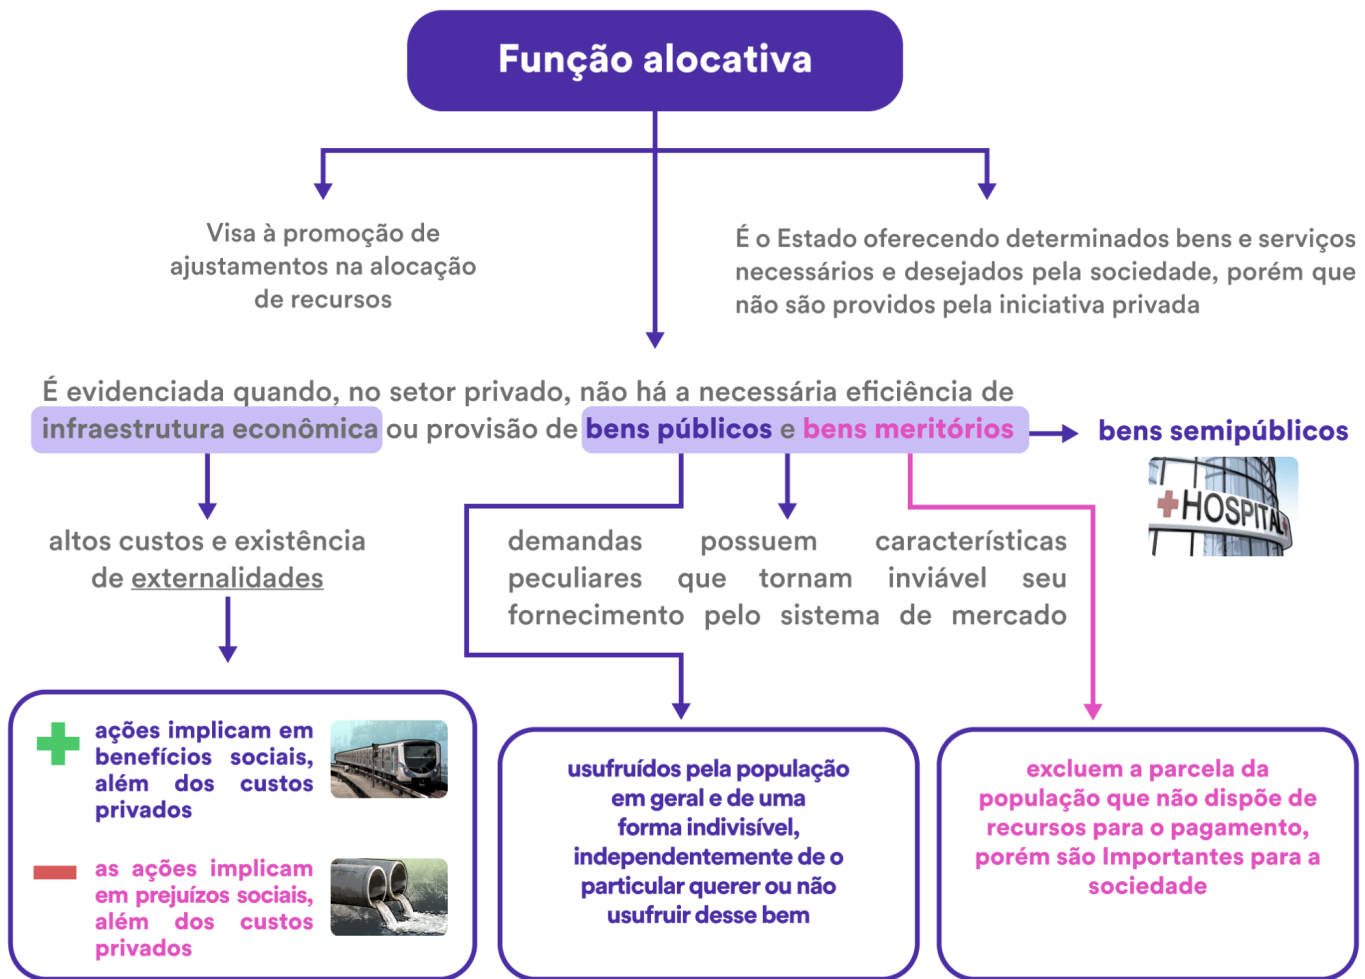 Função alocativa
Visa à promoção de
ajustamentos na alocação
de recursos
É o Estado oferecendo determinados bens e serviços
necessários e desejados pela sociedade, porém que
não são providos pela iniciativa privada
É evidenciada quando, no setor privado, não há a necessária eficiência de
infraestrutura econômica ou provisão de bens públicos e bens meritórios
bens semipúblicos
HOSPITAL
altos custos e existência
de externalidades
demandas possuem características
peculiares que tornam inviável seu
fornecimento pelo sistema de mercado
ações implicam em
benefícios sociais,
além dos custos
privados
as ações implicam
em prejuízos sociais,
além dos custos
privados
usufruídos pela população
em geral e de uma
forma indivisível,
independentemente de o
particular querer ou não
usufruir desse bem
excluem a parcela da
população que não dispõe de
recursos para o pagamento,
porém são Importantes para a
sociedade